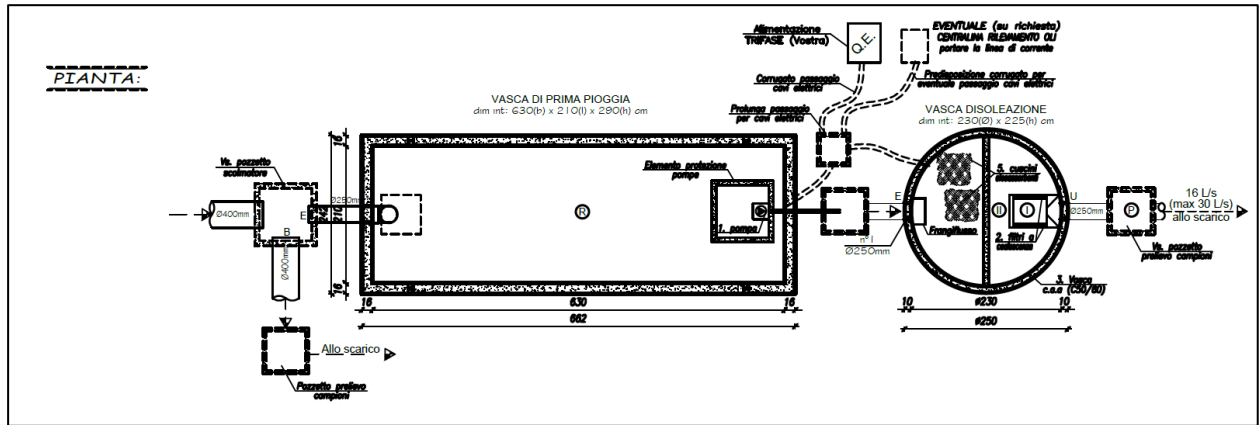 PIANTA:
Alimentazione
TRIFASE (Vostra)
Q.E.
EVENTUALE (su richiesta)
CENTRALINA RILEVAMENTO OLI
portare la linea di corrente
Corrugato passaggio
cavi elettrici
Predisposizione corrugato per
eventuale passaggio cavi elettrici
Prolunga passaggio
per cavi elettrici
VASCA DI PRIMA PIOGGIA
dim int: 630(b) x 210(l) x 290(h) cm
VASCA DISOLEAZIONE
dim int: 230(Ø) x 225(h) cm
Vs. pozzetto
scolmatore
Ø400mm
E
B
Ø400mm
Ø250mm
16
242
210
16
R
Elemento protezione
pompe
1. pompa
E
n°1
Ø250mm
Frangiflusso
5. cuscini
assorbenti
II
I
2. filtri a
coalescenza
U
Ø250mm
P
16 L/s
(max 30 L/s)
allo scarico
Vs. pozzetto
prelievo campioni
3. Vasca
c.a.a (C50/60)
16
630
16
662
10
Ø230
10
Ø250
Allo scarico
Pozzetto prelievo
campioni